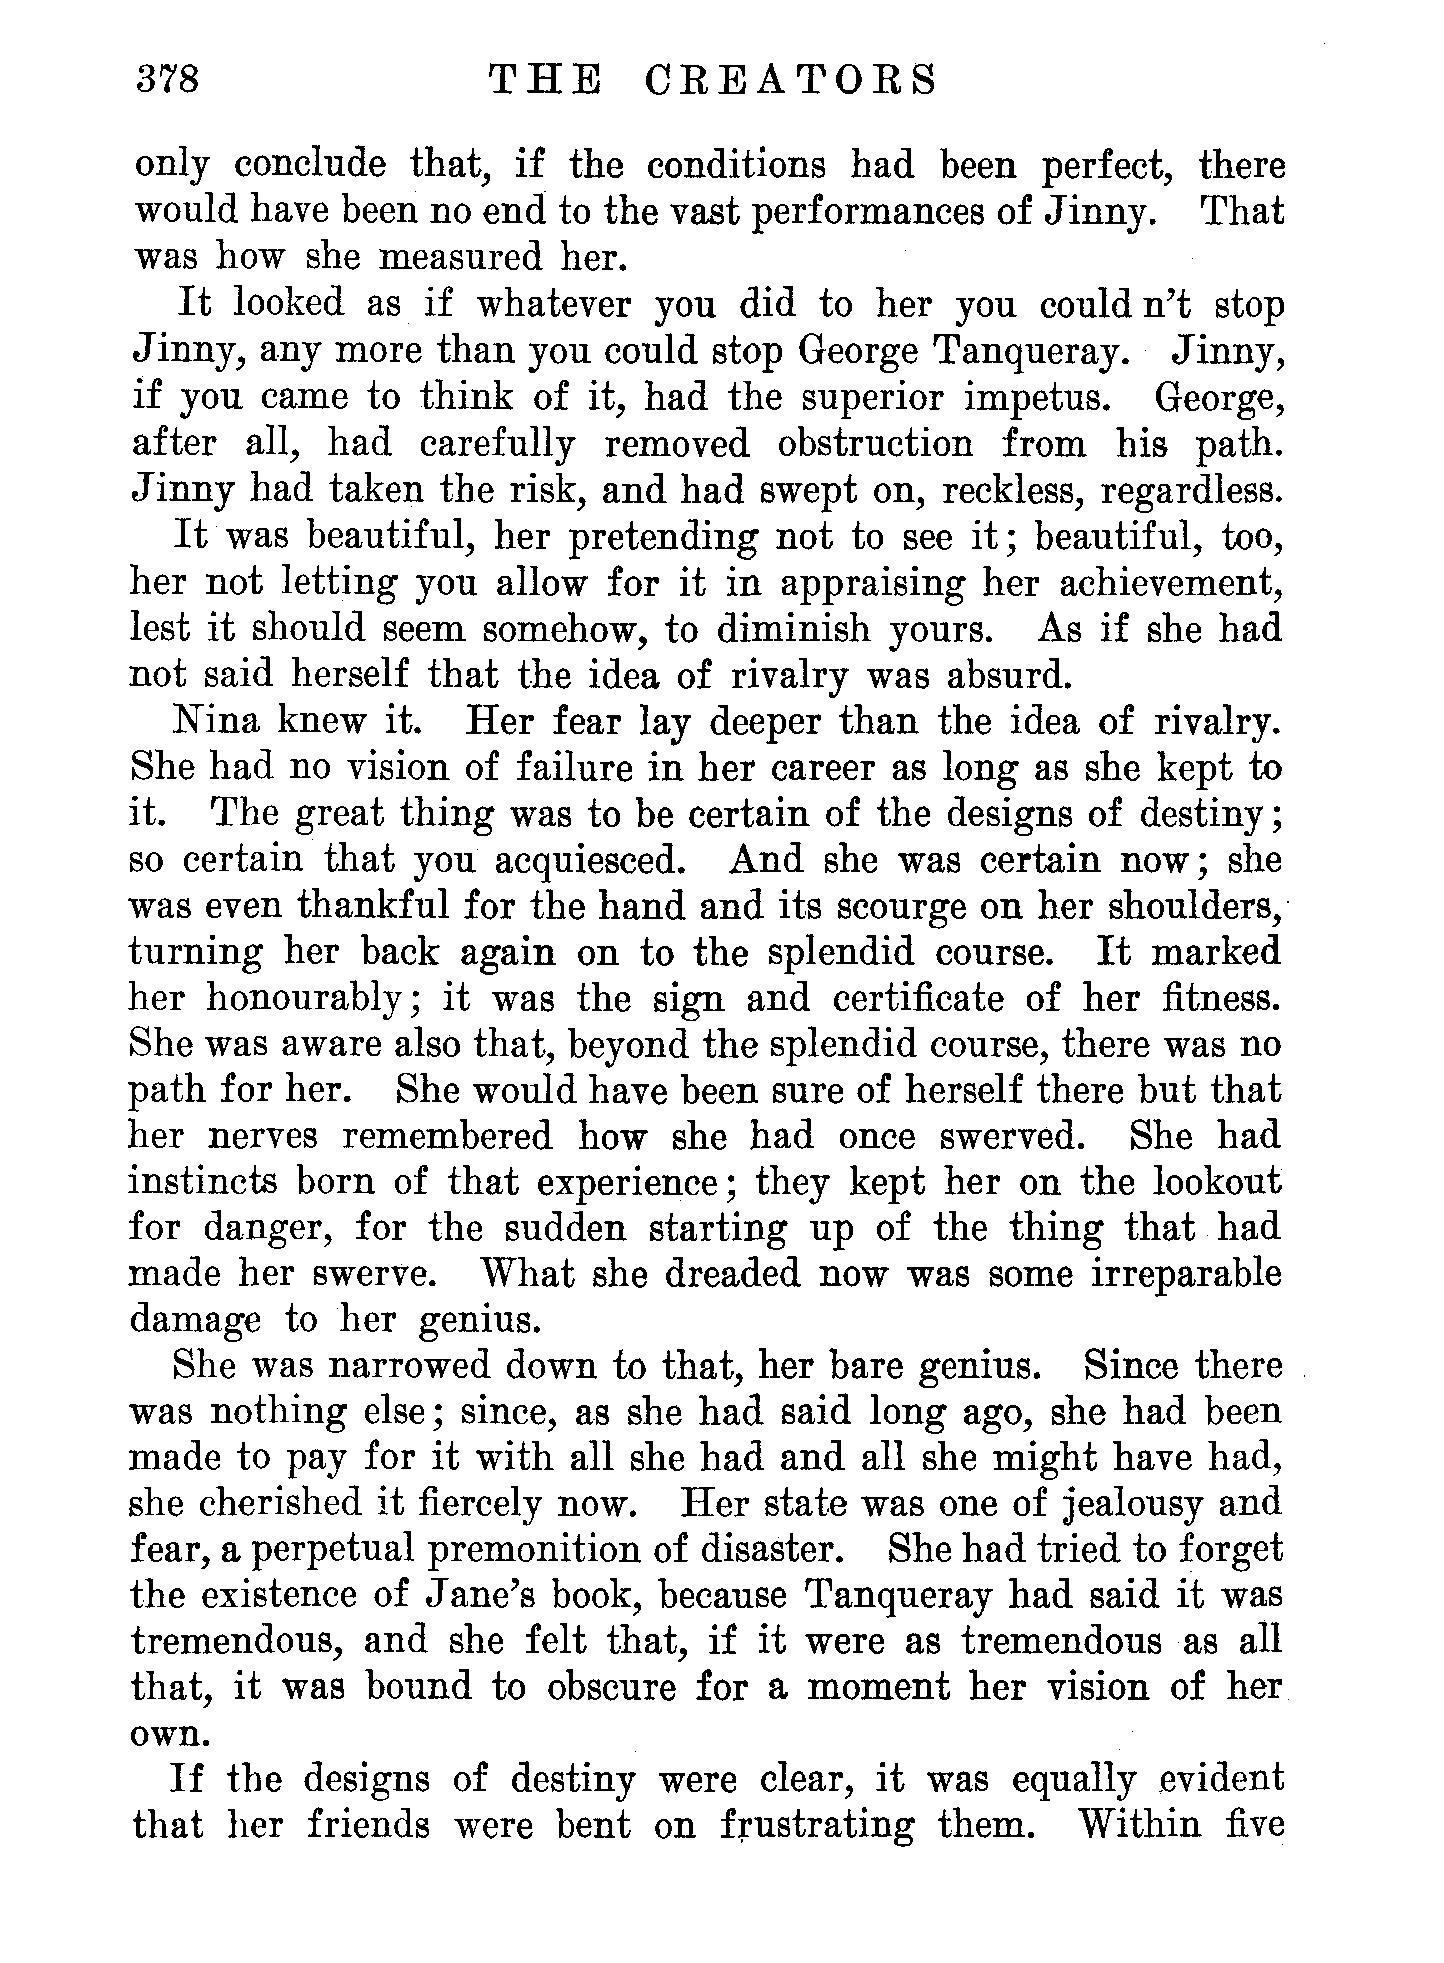 378 THE CREATORS
only conclude that, if the conditions had been perfect, there
would have been no end to the vast performances of Jinny. That
was how she measured her.
It looked as if whatever you did to her you could n't stop
Jinny, any more than you could stop George Tanqueray. Jinny,
if you came to think of it, had the superior impetus. George,
after all, had carefully removed obstruction from his path.
Jinny had taken the risk, and had swept on, reckless, regardless.
It was beautiful, her pretending not to see it; beautiful, too,
her not letting you allow for it in appraising her achievement,
lest it should seem somehow, to diminish yours. As if she had
not said herself that the idea of rivalry was absurd.
Nina knew it. Her fear lay deeper than the idea of rivalry.
She had no vision of failure in her career as long as she kept to
it. The great thing was to be certain of the designs of destiny;
so certain that you acquiesced. And she was certain now; she
was even thankful for the hand and its scourge on her shoulders,
turning her back again on to the splendid course. It marked
her honourably; it was the sign and certificate of her fitness.
She was aware also that, beyond the splendid course, there was no
path for her. She would have been sure of herself there but that
her nerves remembered how she had once swerved. She had
instincts born of that experience; they kept her on the lookout
for danger, for the sudden starting up of the thing that had
made her swerve. What she dreaded now was some irreparable
damage to her genius.
She was narrowed down to that, her bare genius. Since there
was nothing else; since, as she had said long ago, she had been
made to pay for it with all she had and all she might have had,
she cherished it fiercely now. Her state was one of jealousy and
fear, a perpetual premonition of disaster. She had tried to forget
the existence of Jane's book, because Tanqueray had said it was
tremendous, and she felt that, if it were as tremendous as all
that, it was bound to obscure for a moment her vision of her
own.
If the designs of destiny were clear, it was equally evident
that her friends were bent on frustrating them. Within five